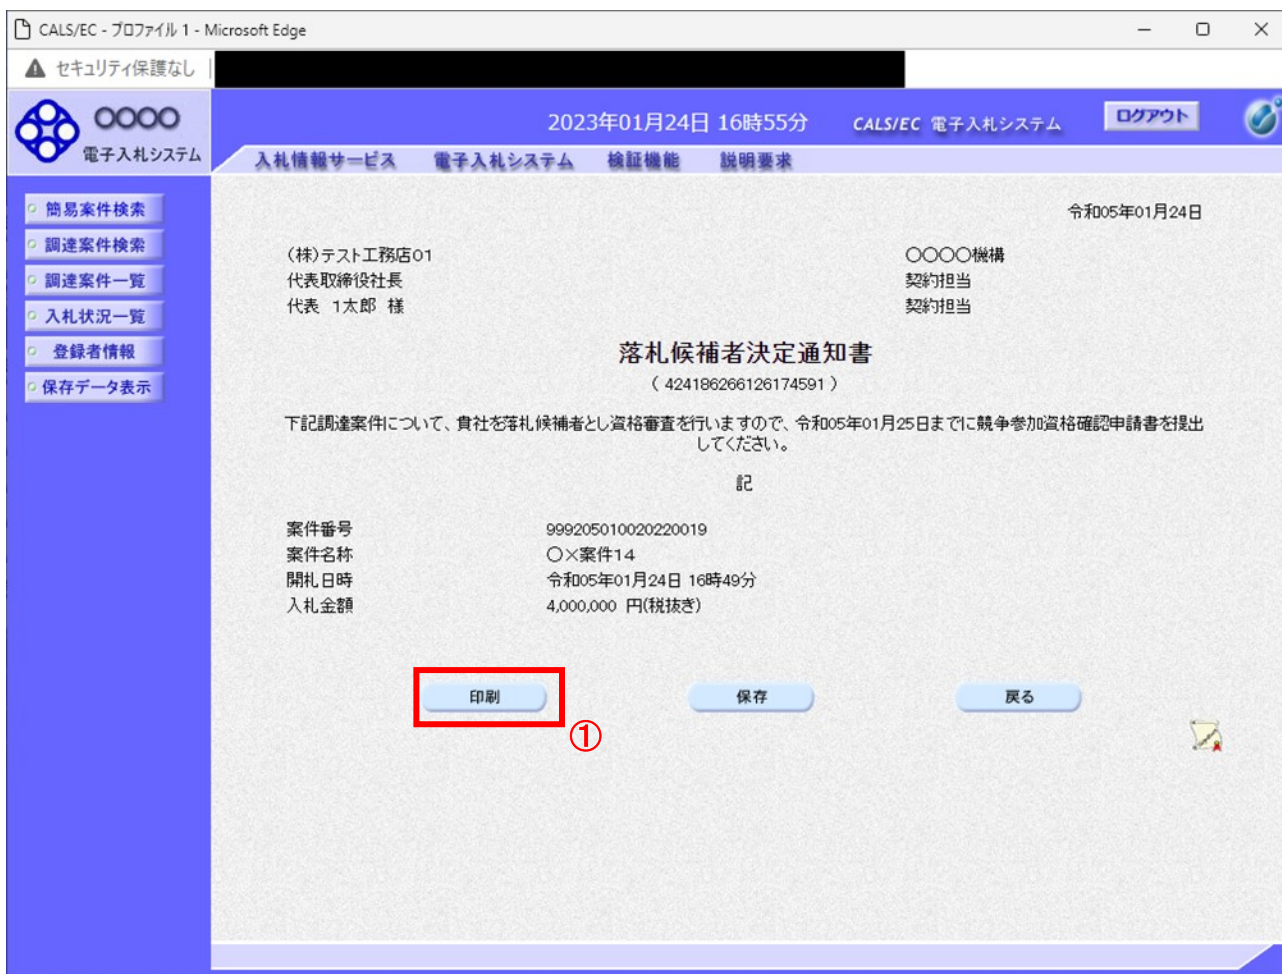 CALS/EC - プロファイル 1 - Microsoft Edge
セキュリティ保護なし
〇〇〇〇
電子入札システム
2023年01月24日 16時55分
CALS/EC 電子入札システム
ログアウト
入札情報サービス 電子入札システム 検証機能 説明要求
簡易案件検索
調達案件検索
調達案件一覧
入札状況一覧
登録者情報
保存データ表示
令和05年01月24日
(株)テスト工務店01
代表取締役社長
代表 1太郎 様
〇〇〇〇機構
契約担当
契約担当
落札候補者決定通知書
( 424186266126174591 )
下記調達案件について、貴社を落札候補者とし資格審査を行いますので、令和05年01月25日までに競争参加資格確認申請書を提出
してください。
記
案件番号 999205010020220019
案件名称 〇×案件14
開札日時 令和05年01月24日 16時49分
入札金額 4,000,000 円(税抜き)
印刷 保存 戻る
①